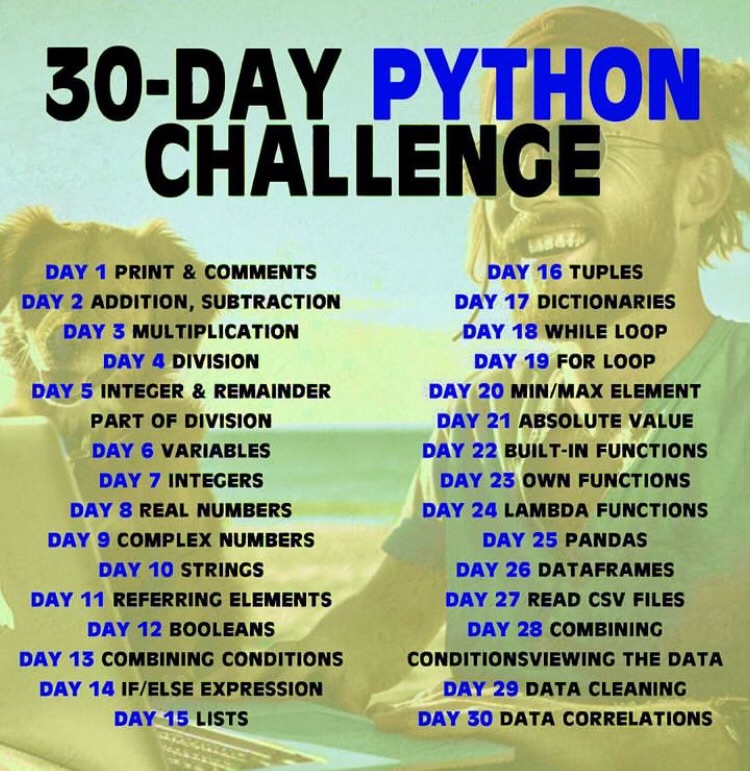 30-DAY PYTHON
CHALLENGE
DAY 1 PRINT & COMMENTS
DAY 2 ADDITION, SUBTRACTION
DAY 3 MULTIPLICATION
DAY 4 DIVISION
DAY 5 INTEGER & REMAINDER
PART OF DIVISION
DAY 6 VARIABLES
DAY 7 INTEGERS
DAY 8 REAL NUMBERS
DAY 9 COMPLEX NUMBERS
DAY 10 STRINGS
DAY 11 REFERRING ELEMENTS
DAY 12 BOOLEANS
DAY 13 COMBINING CONDITIONS
DAY 14 IF/ELSE EXPRESSION
DAY 15 LISTS
DAY 16 TUPLES
DAY 17 DICTIONARIES
DAY 18 WHILE LOOP
DAY 19 FOR LOOP
DAY 20 MIN/MAX ELEMENT
DAY 21 ABSOLUTE VALUE
DAY 22 BUILT-IN FUNCTIONS
DAY 23 OWN FUNCTIONS
DAY 24 LAMBDA FUNCTIONS
DAY 25 PANDAS
DAY 26 DATAFRAMES
DAY 27 READ CSV FILES
DAY 28 COMBINING
CONDITIONSVIEWING THE DATA
DAY 29 DATA CLEANING
DAY 30 DATA CORRELATIONS